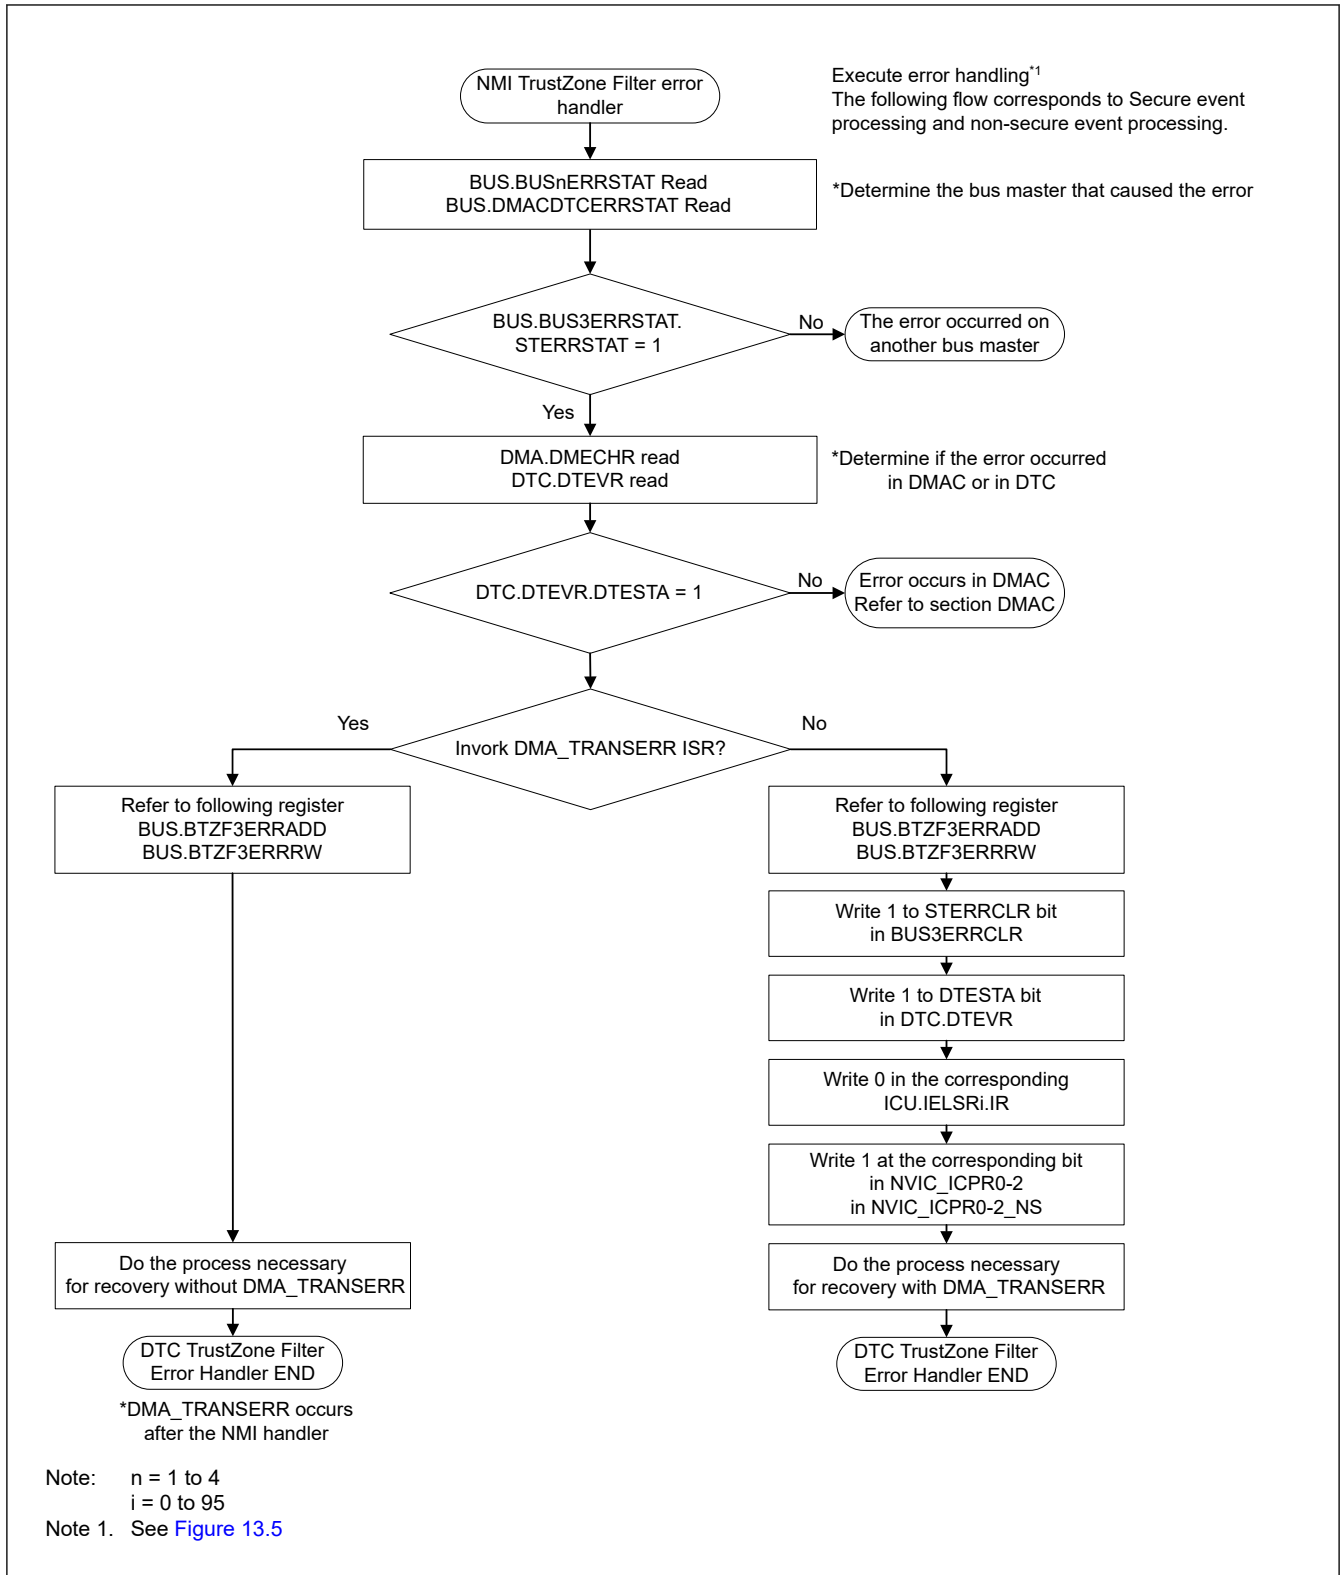 NMI TrustZone Filter error
handler
Execute error handling*1
The following flow corresponds to Secure event
processing and non-secure event processing.
BUS.BUSnERRSTAT Read
BUS.DMACDTCERRSTAT Read
*Determine the bus master that caused the error
BUS.BUS3ERRSTAT.
STERRSTAT = 1
No
The error occurred on
another bus master
Yes
DMA.DMECHR read
DTC.DTEVR read
*Determine if the error occurred
in DMAC or in DTC
DTC.DTEVR.DTESTA = 1
No
Error occurs in DMAC
Refer to section DMAC
Yes
Invork DMA_TRANSERR ISR?
No
Refer to following register
BUS.BTZF3ERRADD
BUS.BTZF3ERRRW
Refer to following register
BUS.BTZF3ERRADD
BUS.BTZF3ERRRW
Write 1 to STERRCLR bit
in BUS3ERRCLR
Write 1 to DTESTA bit
in DTC.DTEVR
Write 0 in the corresponding
ICU.IELSRi.IR
Write 1 at the corresponding bit
in NVIC_ICPR0-2
in NVIC_ICPR0-2_NS
Do the process necessary
for recovery without DMA_TRANSERR
Do the process necessary
for recovery with DMA_TRANSERR
DTC TrustZone Filter
Error Handler END
DTC TrustZone Filter
Error Handler END
*DMA_TRANSERR occurs
after the NMI handler
Note: n = 1 to 4
i = 0 to 95
Note 1. See Figure 13.5